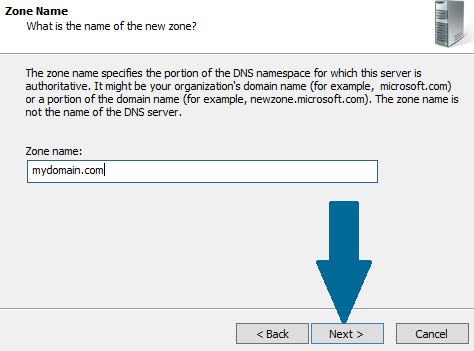 Zone Name
What is the name of the new zone?
The zone name specifies the portion of the DNS namespace for which this server is
authoritative. It might be your organization's domain name (for example, microsoft.com)
or a portion of the domain name (for example, newzone.microsoft.com). The zone name is
not the name of the DNS server.
Zone name:
mydomain.com
< Back Next > Cancel